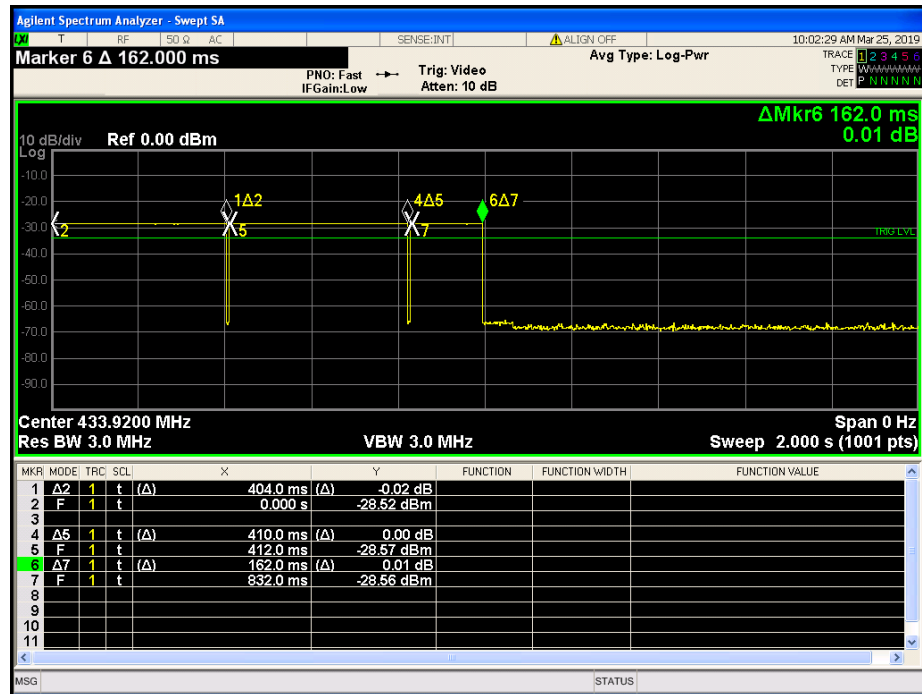 Agilent Spectrum Analyzer - Swept SA
LXI T RF 50 Ω AC SENSE:INT ALIGN OFF 10:02:29 AM Mar 25, 2019
Marker 6 Δ 162.000 ms
PNO: Fast Trig: Video Avg Type: Log-Pwr TRACE 1 2 3 4 5 6
IFGain:Low Atten: 10 dB TYPE W
DET P N N N N N
ΔMkr6 162.0 ms
10 dB/div Ref 0.00 dBm 0.01 dB
Log
-10.0
-20.0 1Δ2 4Δ5 6Δ7
-30.0 2 5 7 TRIG LVL
-40.0
-50.0
-60.0
-70.0
-80.0
-90.0
Center 433.9200 MHz Span 0 Hz
Res BW 3.0 MHz VBW 3.0 MHz Sweep 2.000 s (1001 pts)
MKR MODE TRC SCL X Y FUNCTION FUNCTION WIDTH FUNCTION VALUE
1 Δ2 1 t (Δ) 404.0 ms (Δ) -0.02 dB
2 F 1 t 0.000 s -28.52 dBm
3
4 Δ5 1 t (Δ) 410.0 ms (Δ) 0.00 dB
5 F 1 t 412.0 ms -28.57 dBm
6 Δ7 1 t (Δ) 162.0 ms (Δ) 0.01 dB
7 F 1 t 832.0 ms -28.56 dBm
8
9
10
11
MSG STATUS